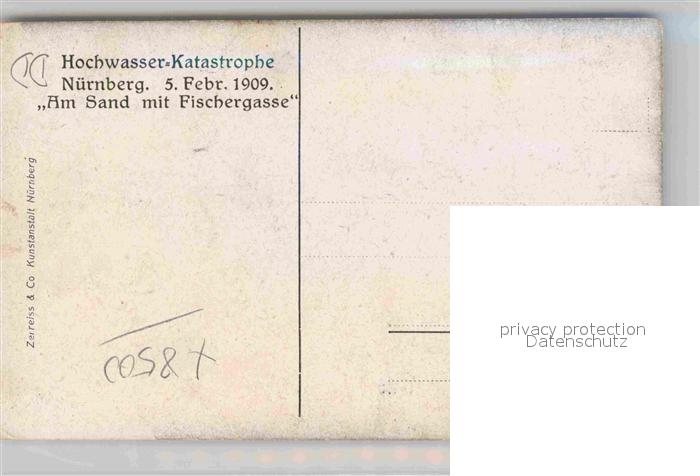 Hochwasser-Katastrophe
Nürnberg. 5. Febr. 1909.
„Am Sand mit Fischergasse“
Zerreiss & Co Kunstanstalt Nürnberg
privacy protection
Datenschutz